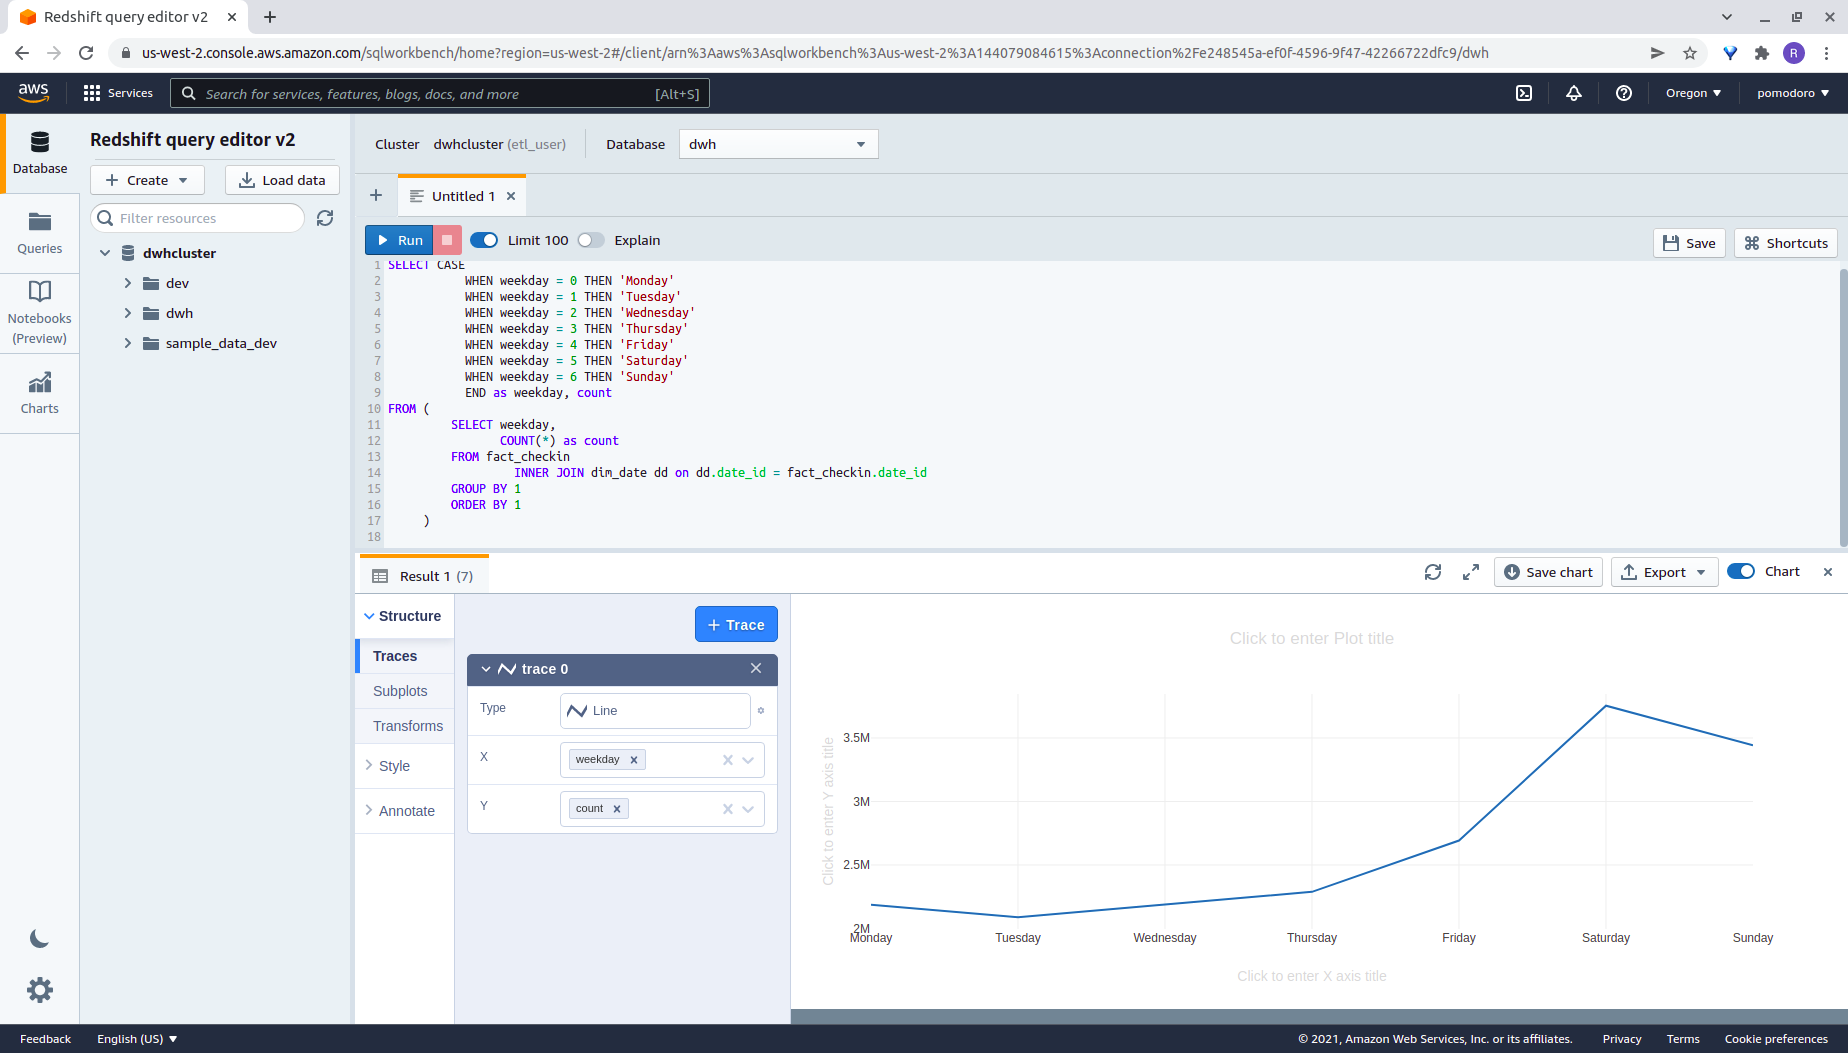 Redshift query editor v2
us-west-2.console.aws.amazon.com/sqlworkbench/home?region=us-west-2#/client/arn%3Aaws%3Asqlworkbench%3Aus-west-2%3A144079084615%3Aconnection%2Fe248545a-ef0f-4596-9f47-42266722dfc9/dwh
R
aws
Services
Search for services, features, blogs, docs, and more
[Alt+S]
Oregon
pomodoro
Database
Queries
Notebooks
(Preview)
Charts
Redshift query editor v2
Create
Load data
Filter resources
dwhcluster
dev
dwh
sample_data_dev
Cluster dwhcluster (etl_user)
Database dwh
Untitled 1
Run
Limit 100
Explain
Save
Shortcuts
1 SELECT CASE
2 WHEN weekday = 0 THEN 'Monday'
3 WHEN weekday = 1 THEN 'Tuesday'
4 WHEN weekday = 2 THEN 'Wednesday'
5 WHEN weekday = 3 THEN 'Thursday'
6 WHEN weekday = 4 THEN 'Friday'
7 WHEN weekday = 5 THEN 'Saturday'
8 WHEN weekday = 6 THEN 'Sunday'
9 END as weekday, count
10 FROM (
11 SELECT weekday,
12 COUNT(*) as count
13 FROM fact_checkin
14 INNER JOIN dim_date dd on dd.date_id = fact_checkin.date_id
15 GROUP BY 1
16 ORDER BY 1
17 )
18
Result 1 (7)
Save chart
Export
Chart
Structure
Traces
Subplots
Transforms
Style
Annotate
+ Trace
trace 0
Type Line
X weekday
Y count
Click to enter Plot title
Click to enter Y axis title
3.5M
3M
2.5M
2M
Monday Tuesday Wednesday Thursday Friday Saturday Sunday
Click to enter X axis title
Feedback
English (US)
© 2021, Amazon Web Services, Inc. or its affiliates.
Privacy
Terms
Cookie preferences